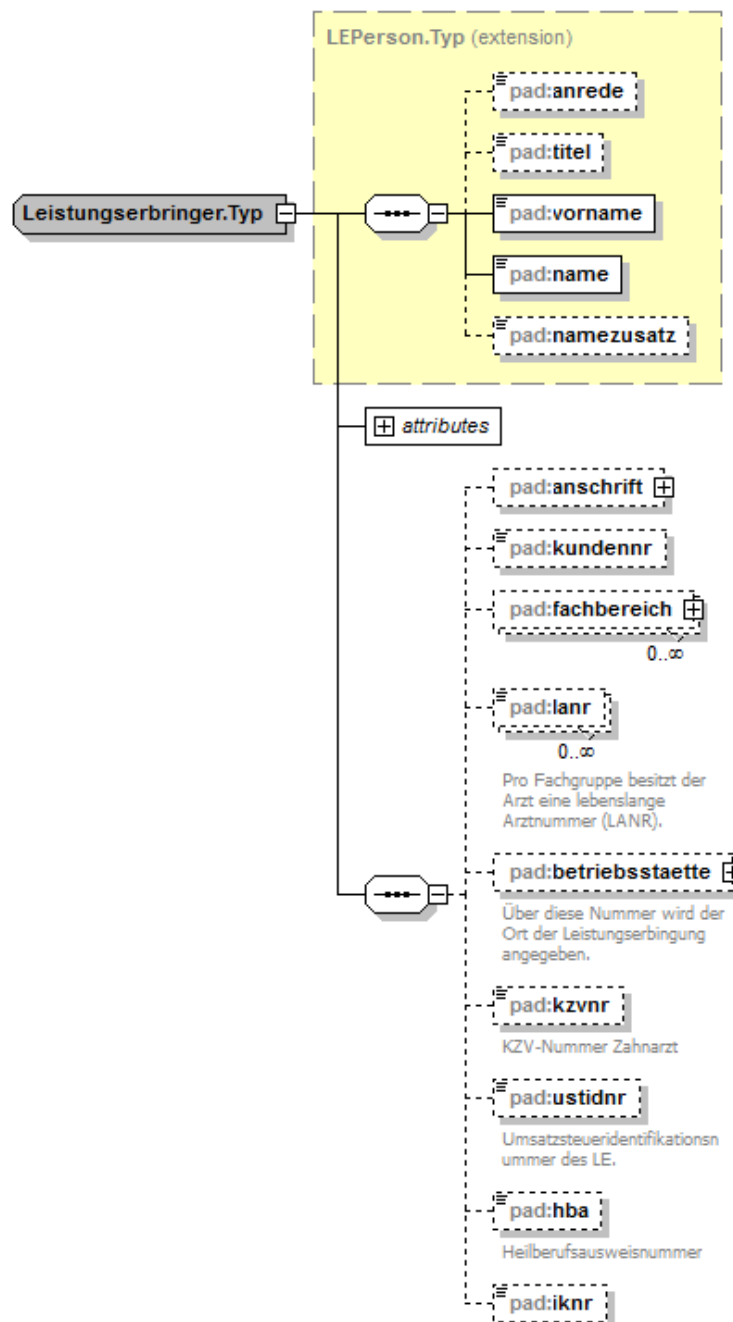 LEPerson.Typ (extension)
pad:anrede
pad:titel
Leistungserbringer.Typ
pad:vorname
pad:name
pad:namezusatz
attributes
pad:anschrift
pad:kundennr
pad:fachbereich
0..∞
pad:lanr
0..∞
Pro Fachgruppe besitzt der
Arzt eine lebenslange
Arztnummer (LANR).
pad:betriebsstaette
Über diese Nummer wird der
Ort der Leistungserbingung
angegeben.
pad:kzvnr
KZV-Nummer Zahnarzt
pad:ustidnr
Umsatzsteueridentifikationsn
ummer des LE.
pad:hba
Heilberufsausweisnummer
pad:iknr